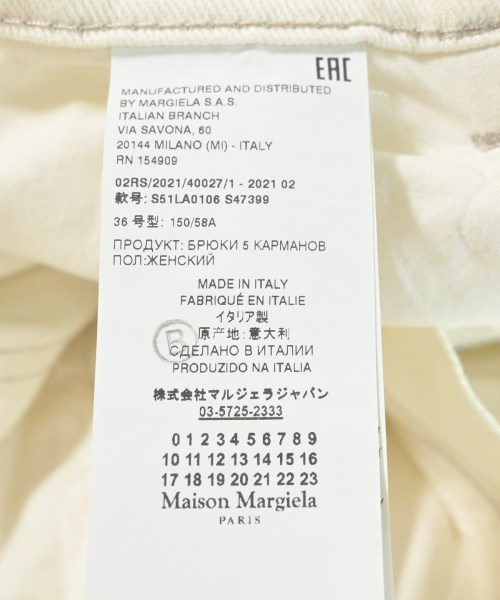 EAC
MANUFACTURED AND DISTRIBUTED
BY MARGIELA S.A.S.
ITALIAN BRANCH
VIA SAVONA, 60
20144 MILANO (MI) - ITALY
RN 154909
02RS/2021/40027/1 - 2021 02
款号: S51LA0106 S47399
36 号型: 150/58A
ПРОДУКТ: БРЮКИ 5 КАРМАНОВ
ПОЛ:ЖЕНСКИЙ
MADE IN ITALY
FABRIQUÉ EN ITALIE
イタリア製
R
原产地: 意大利
СДЕЛАНО В ИТАЛИИ
PRODUZIDO NA ITALIA
株式会社マルジェラジャパン
03-5725-2333
0 1 2 3 4 5 6 7 8 9
10 11 12 13 14 15 16
17 18 19 20 21 22 23
Maison Margiela
PARIS